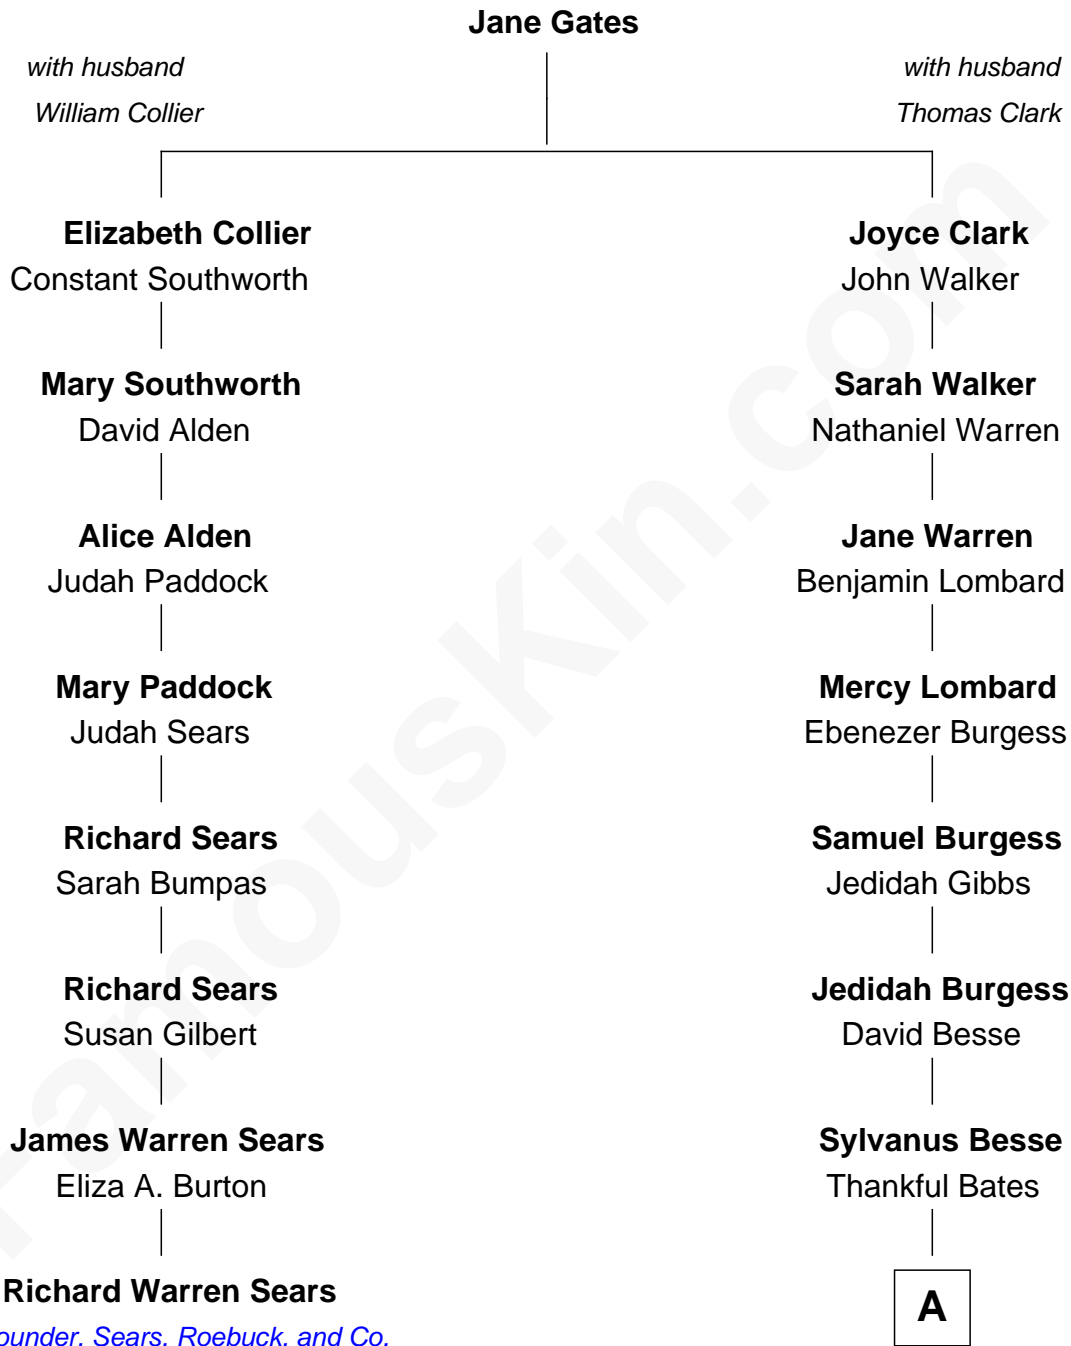 Jane Gates
with husband
William Collier
with husband
Thomas Clark
Elizabeth Collier
Constant Southworth
Joyce Clark
John Walker
Mary Southworth
David Alden
Sarah Walker
Nathaniel Warren
Alice Alden
Judah Paddock
Jane Warren
Benjamin Lombard
Mary Paddock
Judah Sears
Mercy Lombard
Ebenezer Burgess
Richard Sears
Sarah Bumpas
Samuel Burgess
Jedidah Gibbs
Richard Sears
Susan Gilbert
Jedidah Burgess
David Besse
James Warren Sears
Eliza A. Burton
Sylvanus Besse
Thankful Bates
Richard Warren Sears
ounder, Sears, Roebuck, and Co.
A
FamousKin.com